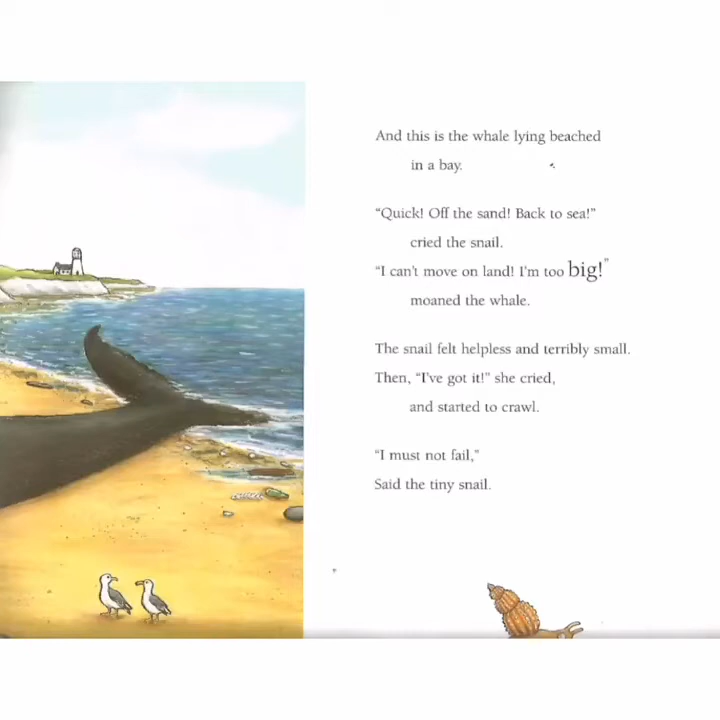 And this is the whale lying beached
in a bay.
“Quick! Off the sand! Back to sea!”
cried the snail.
“I can't move on land! I'm too big!”
moaned the whale.
The snail felt helpless and terribly small.
Then, “I've got it!” she cried,
and started to crawl.
“I must not fail,”
Said the tiny snail.